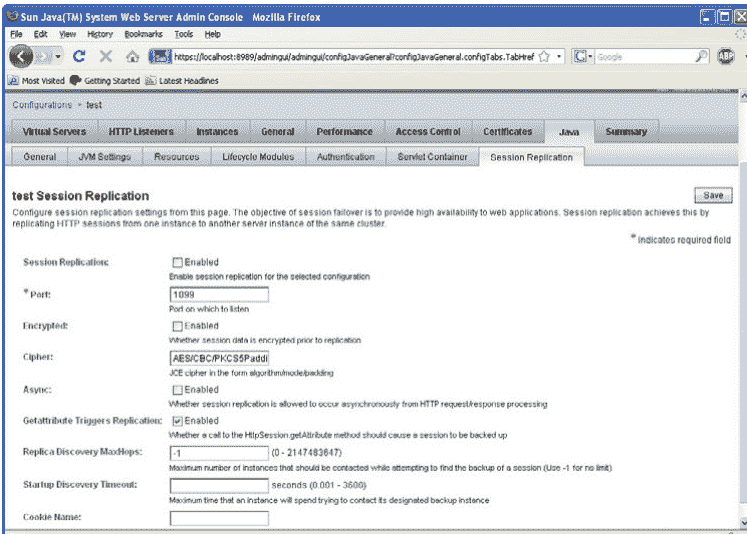 Sun Java(TM) System Web Server Admin Console - Mozilla Firefox
File Edit View History Bookmarks Tools Help
https://localhost:8989/admingui/admingui/configJavaGeneral?configJavaGeneral.configTabs.TabHref Google ABP
Most Visited Getting Started Latest Headlines
Configurations test
Virtual Servers HTTP Listeners Instances General Performance Access Control Certificates Java Summary
General JVM Settings Resources Lifecycle Modules Authentication Servlet Container Session Replication
test Session Replication Save
Configure session replication settings from this page. The objective of session failover is to provide high availability to web applications. Session replication achieves this by
replicating HTTP sessions from one instance to another server instance of the same cluster.
* Indicates required field
Session Replication: Enabled
Enable session replication for the selected configuration
* Port: 1099
Port on which to listen
Encrypted: Enabled
Whether session data is encrypted prior to replication
Cipher: AES/CBC/PKCS5Paddi
JCE cipher in the form algorithm/mode/padding
Async: Enabled
Whether session replication is allowed to occur asynchronously from HTTP request/response processing
Getattribute Triggers Replication: Enabled
Whether a call to the HttpSession.getAttribute method should cause a session to be backed up
Replica Discovery MaxHops: -1 (0 - 2147483647)
Maximum number of instances that should be contacted while attempting to find the backup of a session (Use -1 for no limit)
Startup Discovery Timeout: seconds (0.001 - 3600)
Maximum time that an instance will spend trying to contact its designated backup instance
Cookie Name: